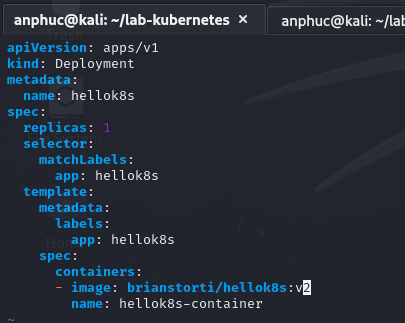 anphuc@kali: ~/lab-kubernetes × anphuc@kali: ~/lab
apiVersion: apps/v1
kind: Deployment
metadata:
  name: hellok8s
spec:
  replicas: 1
  selector:
    matchLabels:
      app: hellok8s
  template:
    metadata:
      labels:
        app: hellok8s
    spec:
      containers:
      - image: brianstorti/hellok8s:v2
        name: hellok8s-container
~